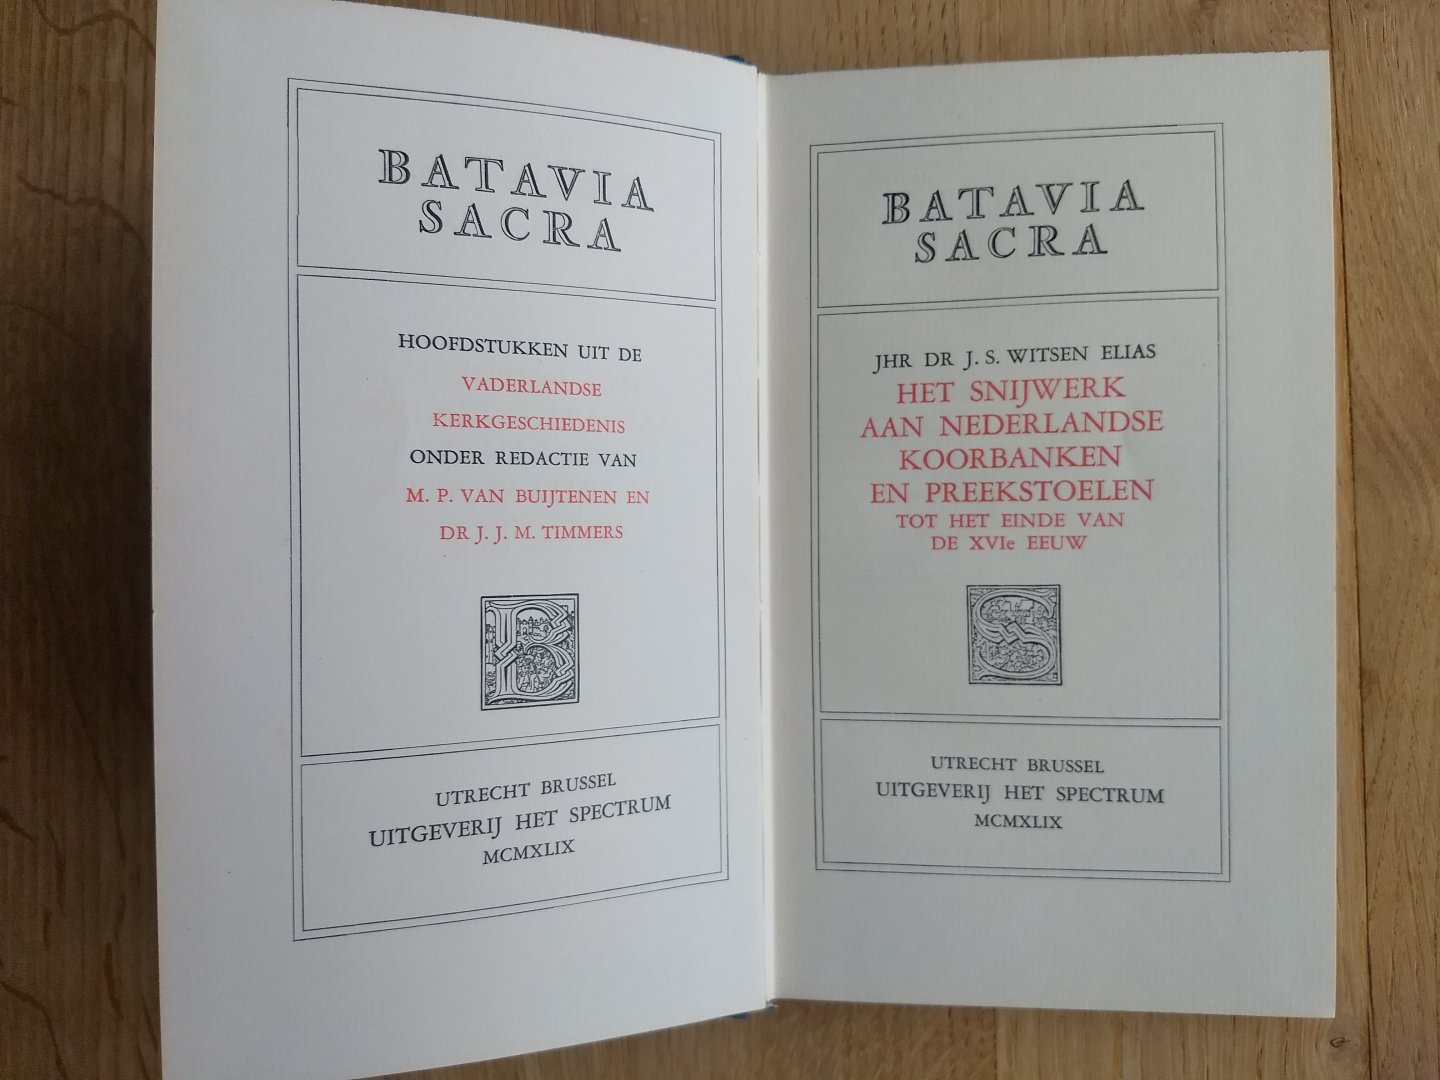 BATAVIA
SACRA
HOOFDSTUKKEN UIT DE
VADERLANDSE
KERKGESCHIEDENIS
ONDER REDACTIE VAN
M. P. VAN BUIJTENEN EN
DR J. J. M. TIMMERS
B
UTRECHT BRUSSEL
UITGEVERIJ HET SPECTRUM
MCMXLIX
BATAVIA
SACRA
JHR DR J. S. WITSEN ELIAS
HET SNIJWERK
AAN NEDERLANDSE
KOORBANKEN
EN PREEKSTOELEN
TOT HET EINDE VAN
DE XVIe EEUW
S
UTRECHT BRUSSEL
UITGEVERIJ HET SPECTRUM
MCMXLIX